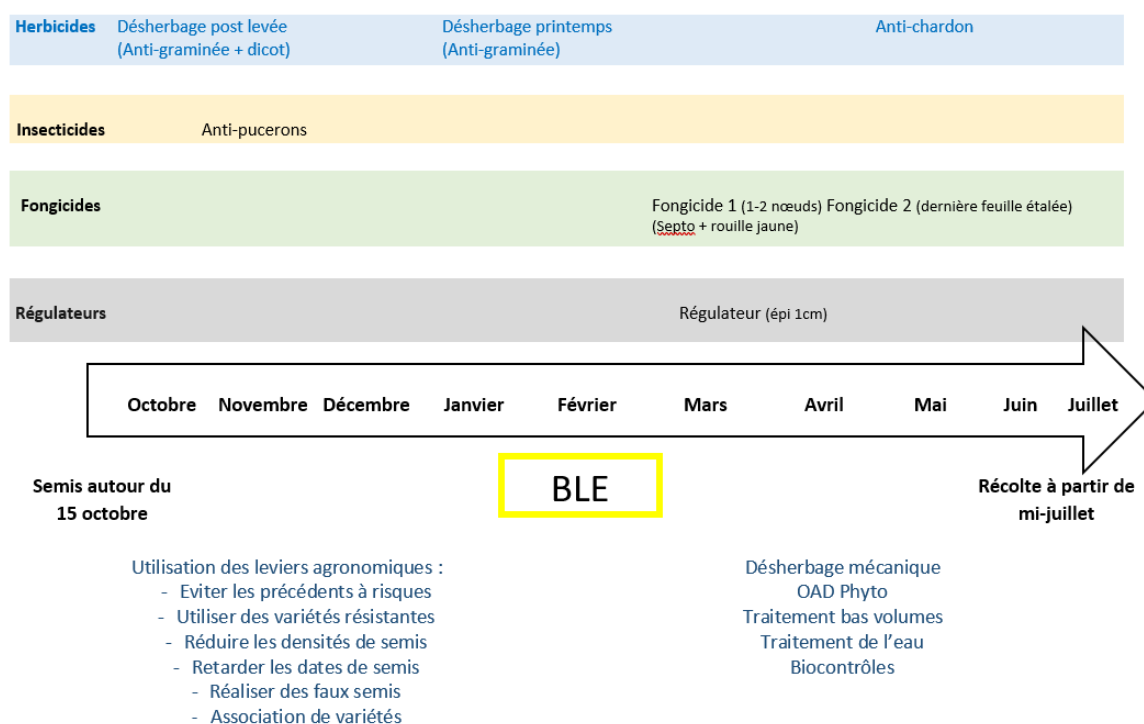 Herbicides Désherbage post levée Désherbage printemps Anti-chardon
(Anti-graminée + dicot) (Anti-graminée)
Insecticides Anti-pucerons
Fongicides Fongicide 1 (1-2 nœuds) Fongicide 2 (dernière feuille étalée)
(Septo + rouille jaune)
Régulateurs Régulateur (épi 1cm)
Octobre Novembre Décembre Janvier Février Mars Avril Mai Juin Juillet
Semis autour du
15 octobre
BLE
Récolte à partir de
mi-juillet
Utilisation des leviers agronomiques :
- Eviter les précédents à risques
- Utiliser des variétés résistantes
- Réduire les densités de semis
- Retarder les dates de semis
- Réaliser des faux semis
- Association de variétés
Désherbage mécanique
OAD Phyto
Traitement bas volumes
Traitement de l'eau
Biocontrôles